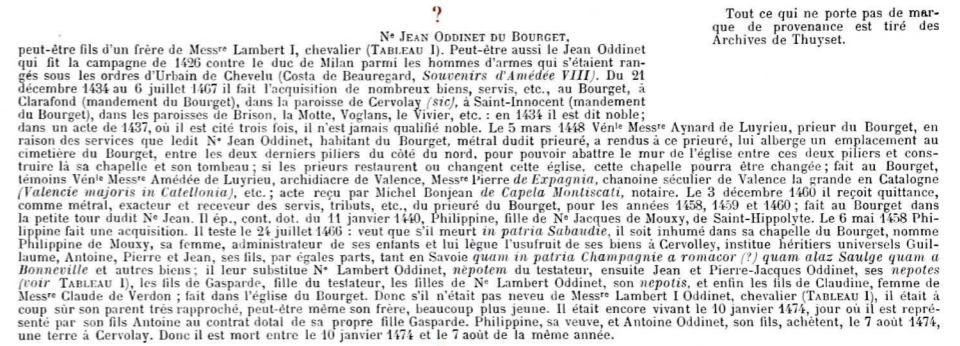 ?
Nᵉ JEAN ODDINET DU BOURGET,
peut-être fils d'un frère de Messʳᵉ Lambert I, chevalier (TABLEAU I). Peut-être aussi le Jean Oddinet
qui fit la campagne de 1426 contre le duc de Milan parmi les hommes d'armes qui s'étaient ran-
gés sous les ordres d'Urbain de Chevelu (Costa de Beauregard, Souvenirs d'Amédée VIII). Du 21
décembre 1434 au 6 juillet 1467 il fait l'acquisition de nombreux biens, servis, etc., au Bourget, à
Clarafond (mandement du Bourget), dans la paroisse de Cervolay (sic), à Saint-Innocent (mandement
du Bourget), dans les paroisses de Brison, la Motte, Voglans, le Vivier, etc. : en 1434 il est dit noble;
dans un acte de 1437, où il est cité trois fois, il n'est jamais qualifié noble. Le 5 mars 1448 Vénˡᵉ Messʳᵉ Aynard de Luyrieu, prieur du Bourget, en
raison des services que ledit Nᵉ Jean Oddinet, habitant du Bourget, métral dudit prieuré, a rendus à ce prieuré, lui alberge un emplacement au
cimetière du Bourget, entre les deux derniers piliers du côté du nord, pour pouvoir abattre le mur de l'église entre ces deux piliers et cons-
truire là sa chapelle et son tombeau; si les prieurs restaurent ou changent cette église, cette chapelle pourra être changée; fait au Bourget,
témoins Vénˡᵉ Messʳᵉ Amédée de Luyrieu, archidiacre de Valence, Messʳᵉ Pierre de Expagnia, chanoine séculier de Valence la grande en Catalogne
(Valencie majoris in Catellonia), etc.; acte reçu par Michel Bonjean de Capela Montiscati, notaire. Le 3 décembre 1460 il reçoit quittance,
comme métral, exacteur et receveur des servis, tributs, etc., du prieuré du Bourget, pour les années 1458, 1459 et 1460; fait au Bourget dans
la petite tour dudit Nᵉ Jean. Il ép., cont. dot. du 11 janvier 1440, Philippine, fille de Nᵉ Jacques de Mouxy, de Saint-Hippolyte. Le 6 mai 1458 Phi-
lippine fait une acquisition. Il teste le 24 juillet 1466 : veut que s'il meurt in patria Sabaudie, il soit inhumé dans sa chapelle du Bourget, nomme
Philippine de Mouxy, sa femme, administrateur de ses enfants et lui lègue l'usufruit de ses biens à Cervolley, institue héritiers universels Guil-
laume, Antoine, Pierre et Jean, ses fils, par égales parts, tant en Savoie quam in patria Champagnie a romacor (?) quam alaz Saulge quam a
Bonneville et autres biens; il leur substitue Nᵉ Lambert Oddinet, nepotem du testateur, ensuite Jean et Pierre-Jacques Oddinet, ses nepotes
(voir TABLEAU I), les fils de Gasparde, fille du testateur, les filles de Nᵉ Lambert Oddinet, son nepotis, et enfin les fils de Claudine, femme de
Messʳᵉ Claude de Verdon; fait dans l'église du Bourget. Donc s'il n'était pas neveu de Messʳᵉ Lambert I Oddinet, chevalier (TABLEAU I), il était à
coup sûr son parent très rapproché, peut-être même son frère, beaucoup plus jeune. Il était encore vivant le 10 janvier 1474, jour où il est repré-
senté par son fils Antoine au contrat dotal de sa propre fille Gasparde. Philippine, sa veuve, et Antoine Oddinet, son fils, achètent, le 7 août 1474,
une terre à Cervolay. Donc il est mort entre le 10 janvier 1474 et le 7 août de la même année.
Tout ce qui ne porte pas de mar-
que de provenance est tiré des
Archives de Thuyset.